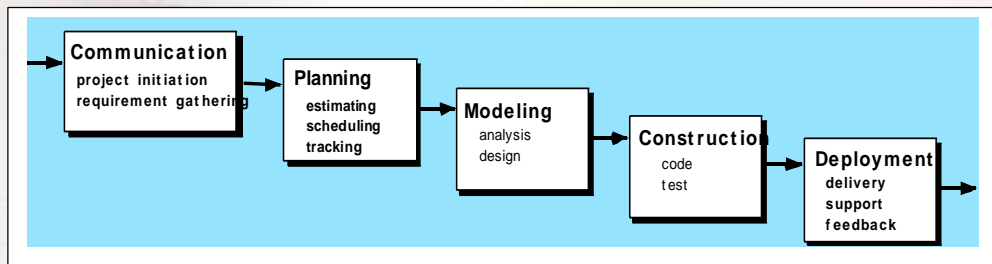 Communication
project initiation
requirement gathering
Planning
estimating
scheduling
tracking
Modeling
analysis
design
Construction
code
test
Deployment
delivery
support
feedback